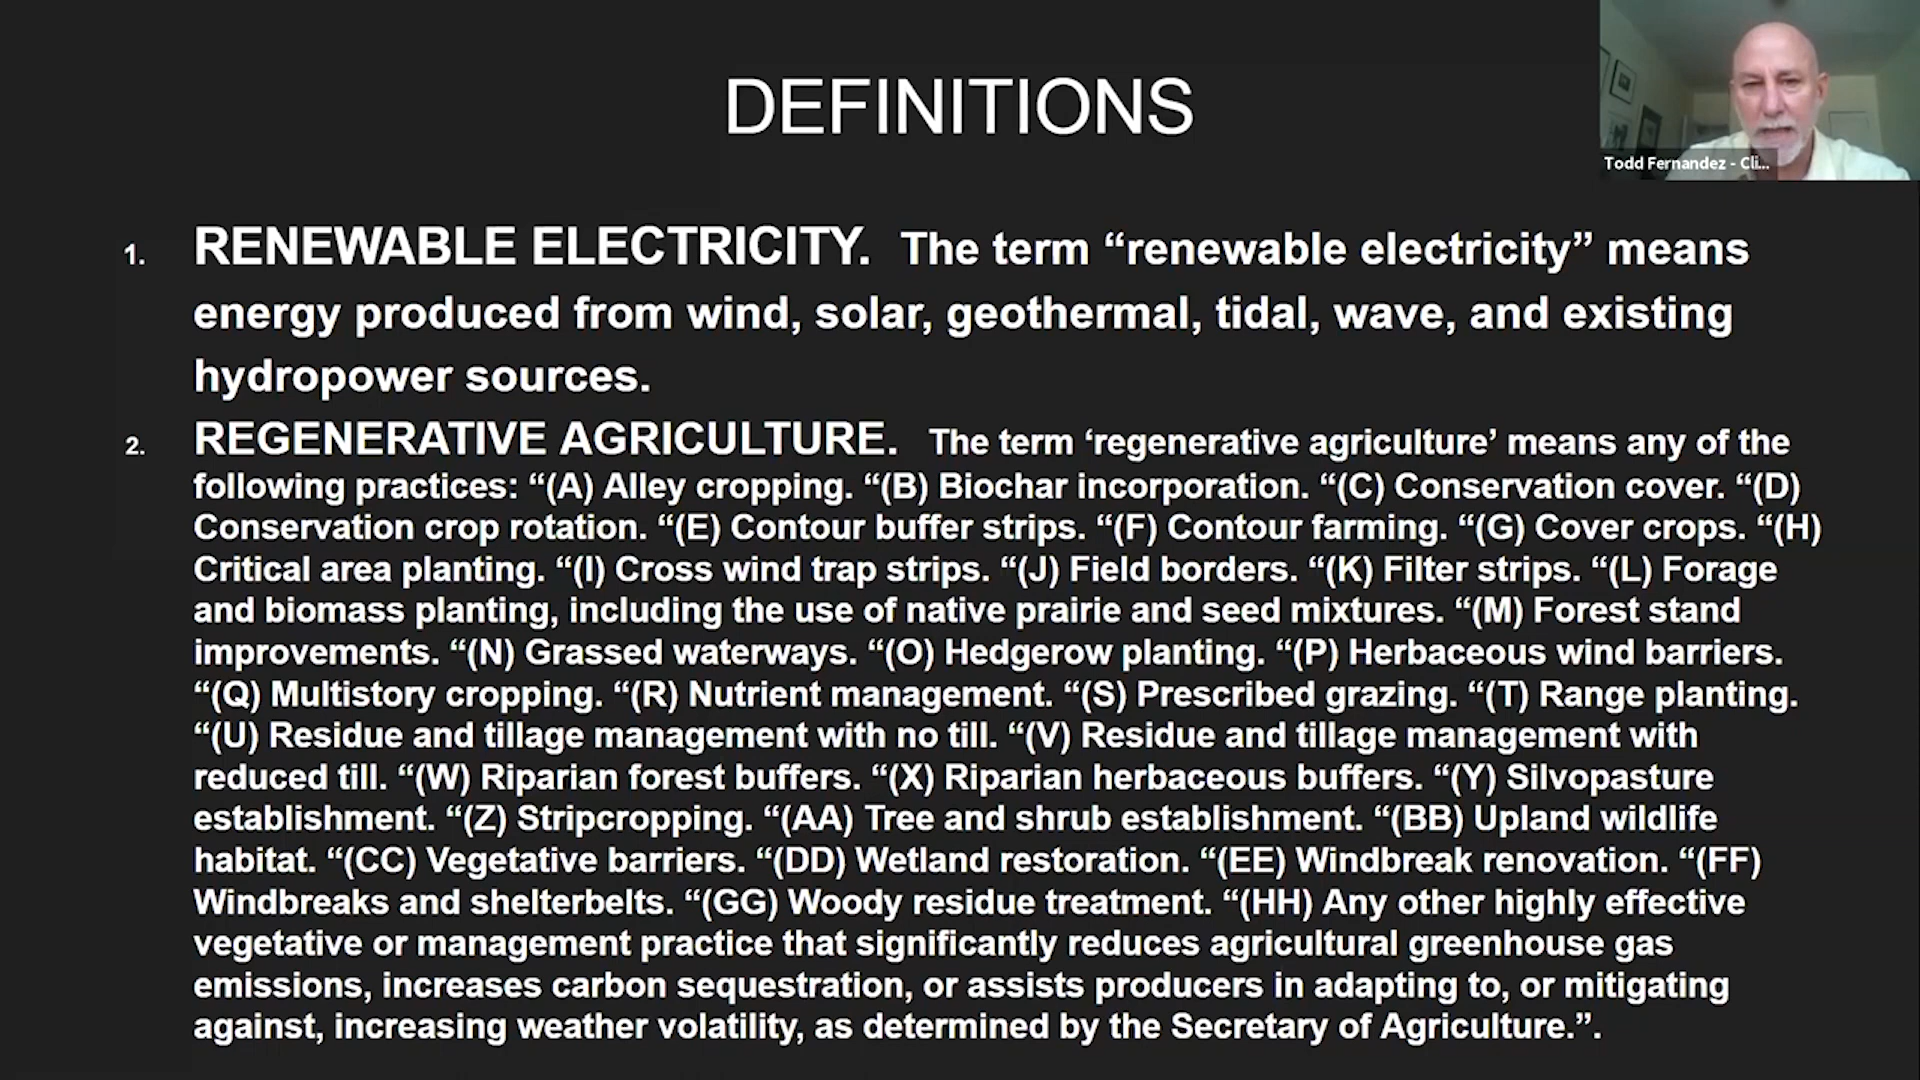 DEFINITIONS
Todd Fernandez - Cli...
1. RENEWABLE ELECTRICITY. The term “renewable electricity” means
energy produced from wind, solar, geothermal, tidal, wave, and existing
hydropower sources.
2. REGENERATIVE AGRICULTURE. The term ‘regenerative agriculture’ means any of the
following practices: “(A) Alley cropping. “(B) Biochar incorporation. “(C) Conservation cover. “(D)
Conservation crop rotation. “(E) Contour buffer strips. “(F) Contour farming. “(G) Cover crops. “(H)
Critical area planting. “(I) Cross wind trap strips. “(J) Field borders. “(K) Filter strips. “(L) Forage
and biomass planting, including the use of native prairie and seed mixtures. “(M) Forest stand
improvements. “(N) Grassed waterways. “(O) Hedgerow planting. “(P) Herbaceous wind barriers.
“(Q) Multistory cropping. “(R) Nutrient management. “(S) Prescribed grazing. “(T) Range planting.
“(U) Residue and tillage management with no till. “(V) Residue and tillage management with
reduced till. “(W) Riparian forest buffers. “(X) Riparian herbaceous buffers. “(Y) Silvopasture
establishment. “(Z) Stripcropping. “(AA) Tree and shrub establishment. “(BB) Upland wildlife
habitat. “(CC) Vegetative barriers. “(DD) Wetland restoration. “(EE) Windbreak renovation. “(FF)
Windbreaks and shelterbelts. “(GG) Woody residue treatment. “(HH) Any other highly effective
vegetative or management practice that significantly reduces agricultural greenhouse gas
emissions, increases carbon sequestration, or assists producers in adapting to, or mitigating
against, increasing weather volatility, as determined by the Secretary of Agriculture.”.